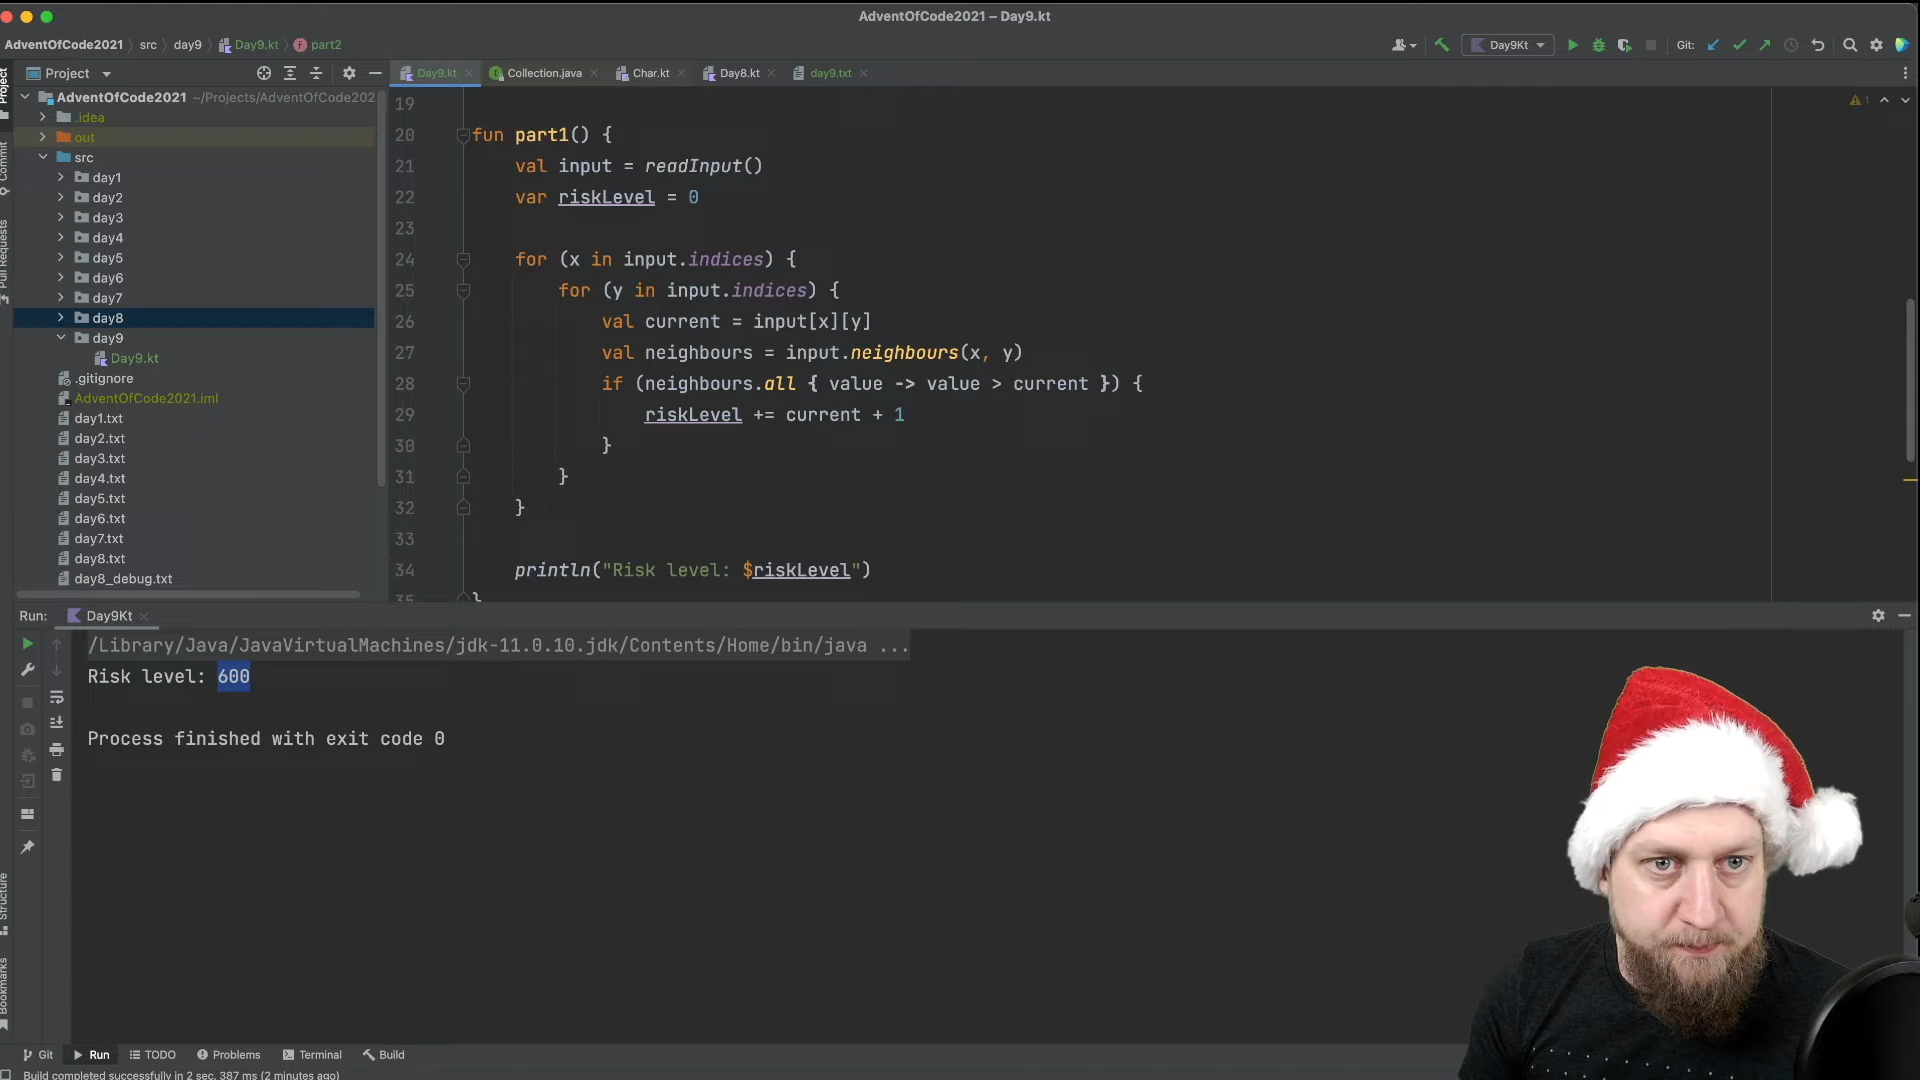 AdventOfCode2021 – Day9.kt
AdventOfCode2021 src day9 Day9.kt part2
Day9Kt Git:
Project
Day9.kt Collection.java Char.kt Day8.kt day9.txt
Project
Commit
Pull Requests
AdventOfCode2021 ~/Projects/AdventOfCode202
.idea
out
src
day1
day2
day3
day4
day5
day6
day7
day8
day9
Day9.kt
.gitignore
AdventOfCode2021.iml
day1.txt
day2.txt
day3.txt
day4.txt
day5.txt
day6.txt
day7.txt
day8.txt
day8_debug.txt
1
19
20 fun part1() {
21 val input = readInput()
22 var riskLevel = 0
23
24 for (x in input.indices) {
25 for (y in input.indices) {
26 val current = input[x][y]
27 val neighbours = input.neighbours(x, y)
28 if (neighbours.all { value -> value > current }) {
29 riskLevel += current + 1
30 }
31 }
32 }
33
34 println("Risk level: $riskLevel")
35 }
Run: Day9Kt
/Library/Java/JavaVirtualMachines/jdk-11.0.10.jdk/Contents/Home/bin/java ...
Risk level: 600
Process finished with exit code 0
Structure
Bookmarks
Git Run TODO Problems Terminal Build
Build completed successfully in 2 sec, 387 ms (2 minutes ago)